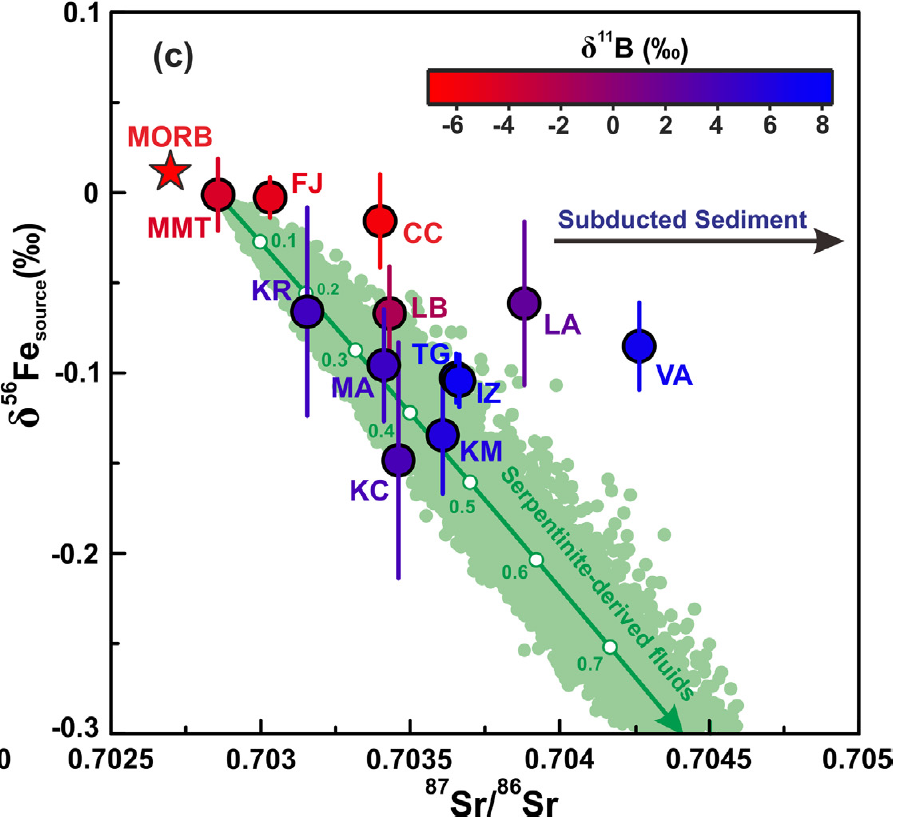 0.1
(c)
δ¹¹B (‰)
-6 -4 -2 0 2 4 6 8
MORB
0
FJ
MMT
CC
Subducted Sediment
0.1
KR
0.2
LB
LA
TG
0.3
VA
-0.1
MA
IZ
0.4
KM
KC
0.5
Serpentinite-derived fluids
-0.2
0.6
0.7
-0.3
δ⁵⁶Fesource(‰)
0 0.7025 0.703 0.7035 0.704 0.7045 0.705
⁸⁷Sr/⁸⁶Sr